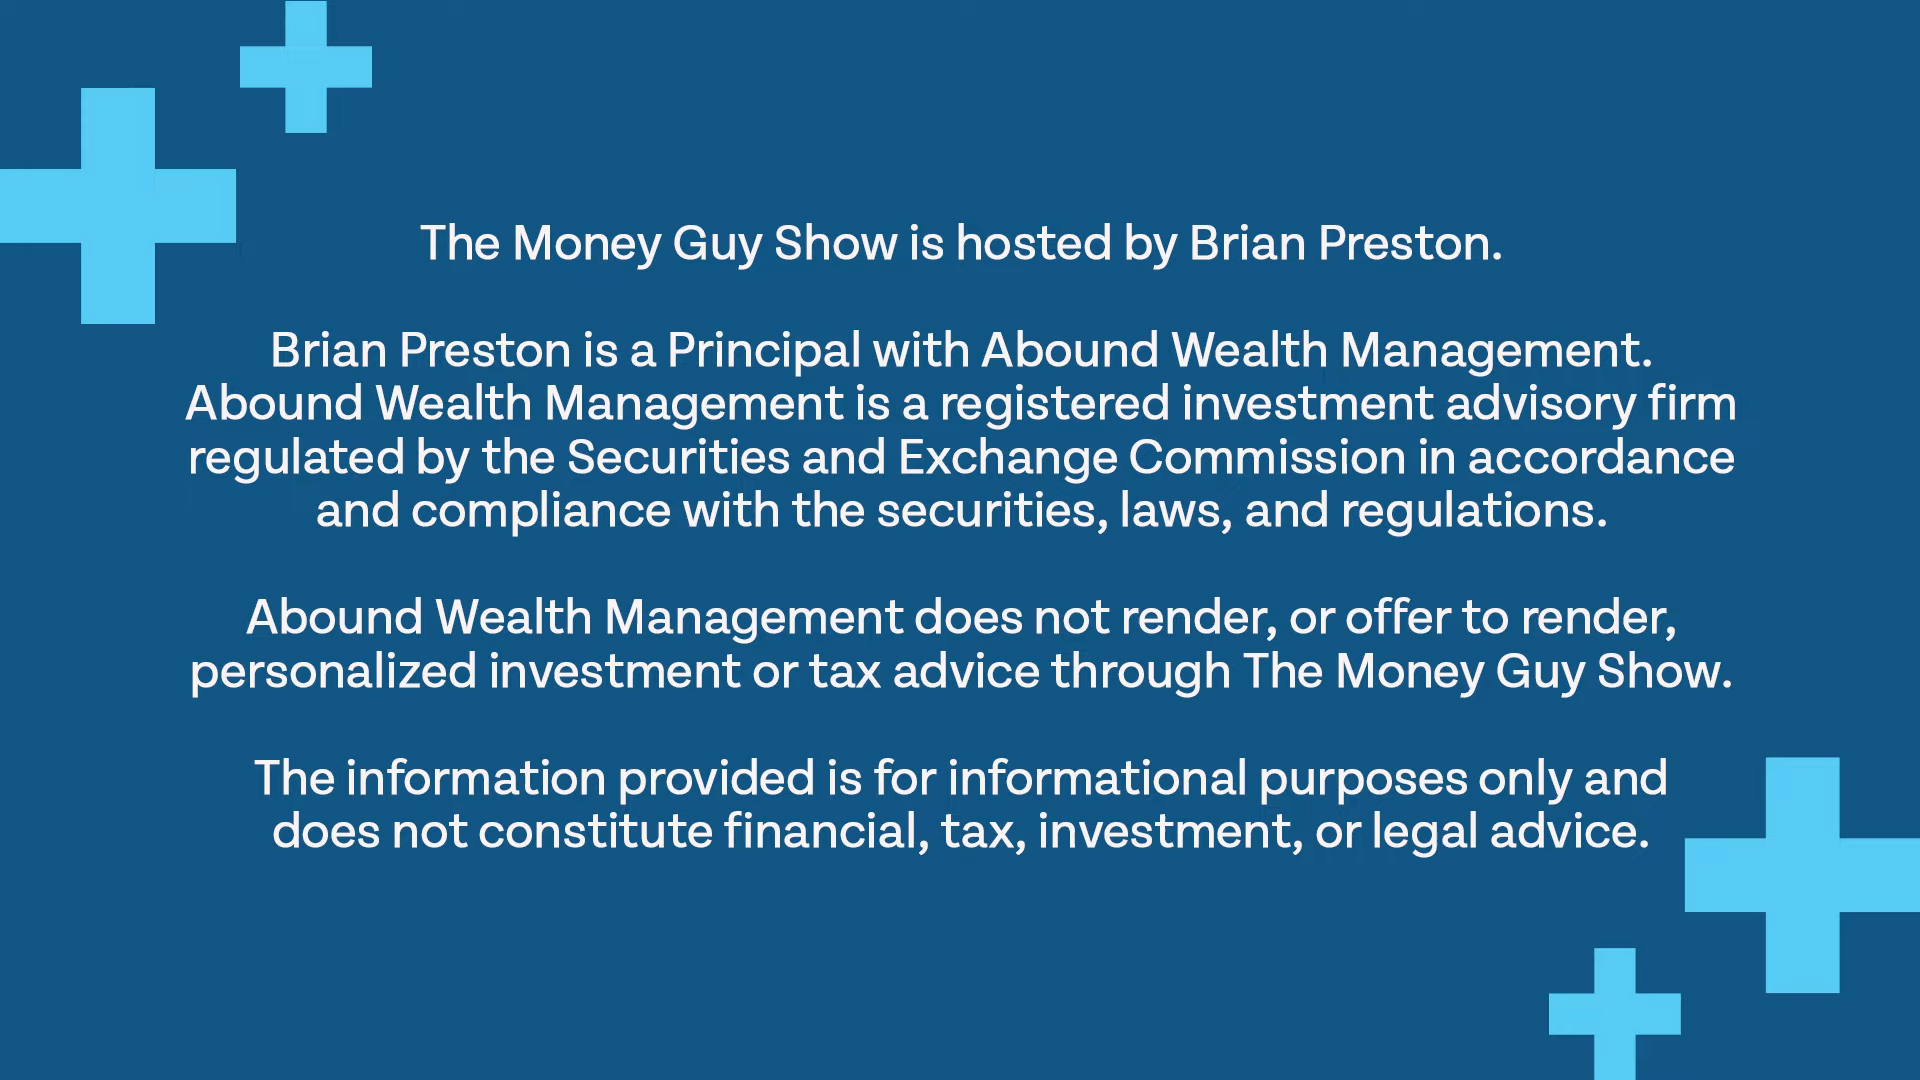 The Money Guy Show is hosted by Brian Preston.
Brian Preston is a Principal with Abound Wealth Management.
Abound Wealth Management is a registered investment advisory firm
regulated by the Securities and Exchange Commission in accordance
and compliance with the securities, laws, and regulations.
Abound Wealth Management does not render, or offer to render,
personalized investment or tax advice through The Money Guy Show.
The information provided is for informational purposes only and
does not constitute financial, tax, investment, or legal advice.